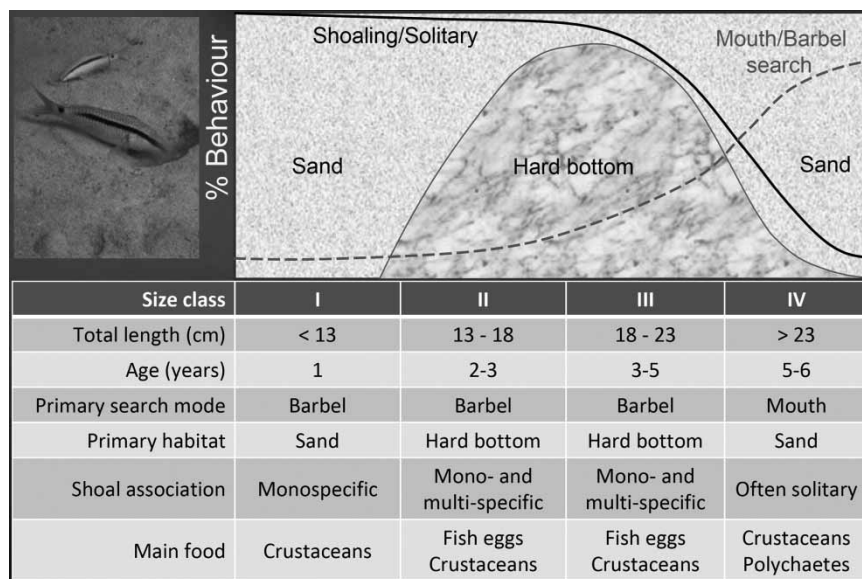 % Behaviour
Shoaling/Solitary
Mouth/Barbel
search
Sand
Hard bottom
Sand
Size class I II III IV
Total length (cm) < 13 13 - 18 18 - 23 > 23
Age (years) 1 2-3 3-5 5-6
Primary search mode Barbel Barbel Barbel Mouth
Primary habitat Sand Hard bottom Hard bottom Sand
Shoal association Monospecific Mono- and multi-specific Mono- and multi-specific Often solitary
Main food Crustaceans Fish eggs Crustaceans Fish eggs Crustaceans Crustaceans Polychaetes